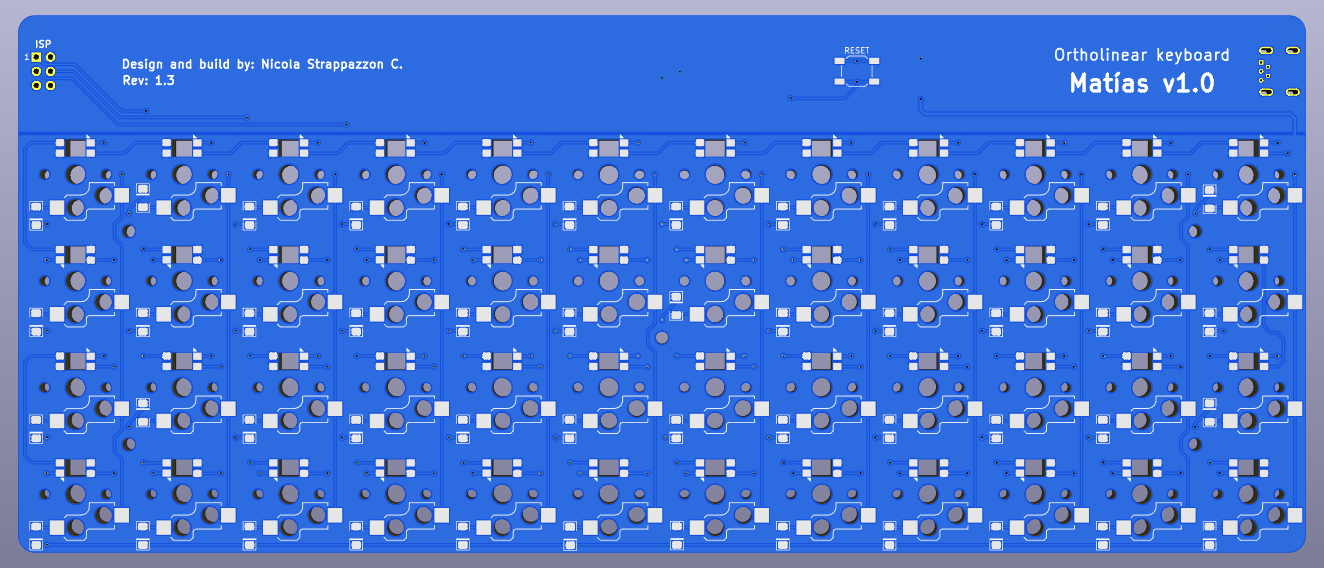 ISP
1
Design and build by: Nicola Strappazzon C.
Rev: 1.3
RESET
Ortholinear keyboard
Matías v1.0